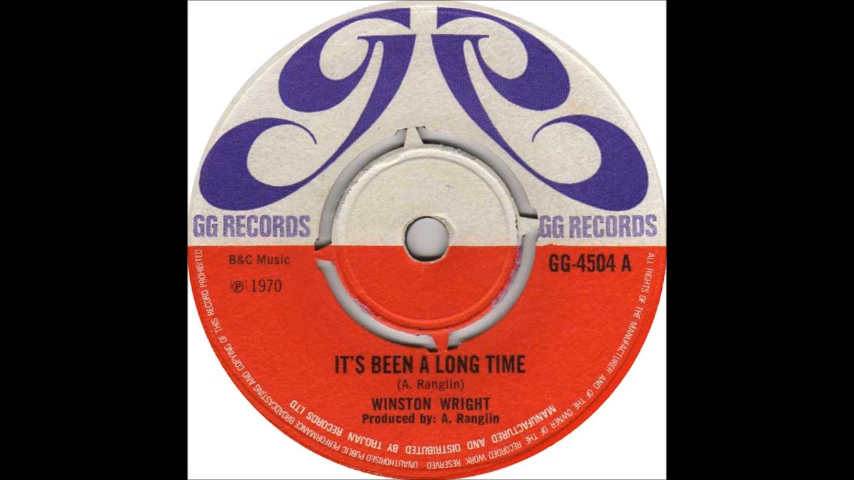 GG RECORDS
GG RECORDS
B&C Music
GG-4504 A
℗ 1970
IT'S BEEN A LONG TIME
(A. Ranglin)
WINSTON WRIGHT
Produced by: A. Ranglin
ALL RIGHTS OF THE MANUFACTURER AND OF THE OWNER OF THE RECORDED WORK UNAUTHORISED PUBLIC PERFORMANCE BROADCASTING AND COPYING OF THIS RECORD PROHIBITED
MANUFACTURED AND DISTRIBUTED BY TROJAN RECORDS LTD